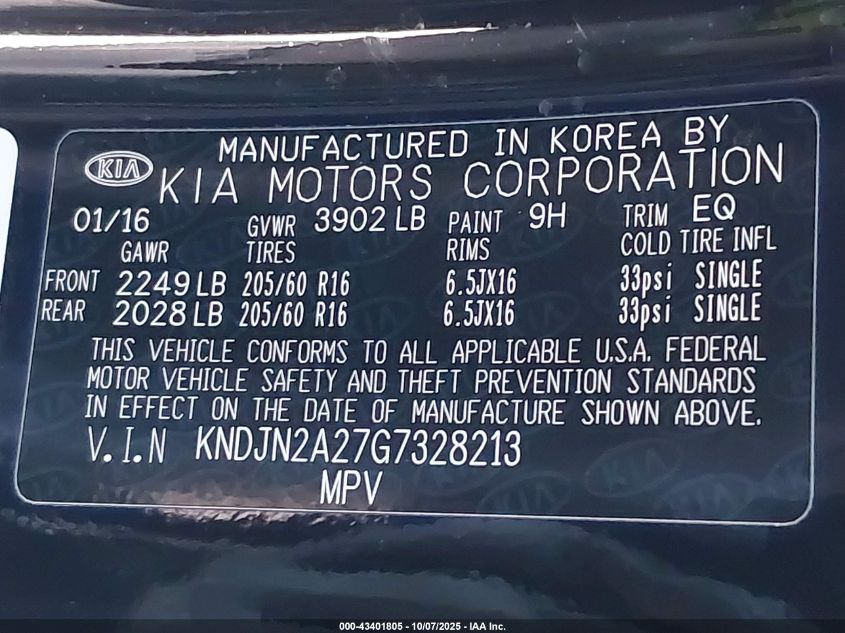 MANUFACTURED IN KOREA BY
KIA KIA MOTORS CORPORATION
01/16 GVWR 3902 LB PAINT 9H TRIM EQ
GAWR TIRES RIMS COLD TIRE INFL
FRONT 2249 LB 205/60 R16 6.5JX16 33psi SINGLE
REAR 2028 LB 205/60 R16 6.5JX16 33psi SINGLE
THIS VEHICLE CONFORMS TO ALL APPLICABLE U.S.A. FEDERAL
MOTOR VEHICLE SAFETY AND THEFT PREVENTION STANDARDS
IN EFFECT ON THE DATE OF MANUFACTURE SHOWN ABOVE.
V.I.N KNDJN2A27G7328213
MPV
000-43401805 - 10/07/2025 - IAA Inc.